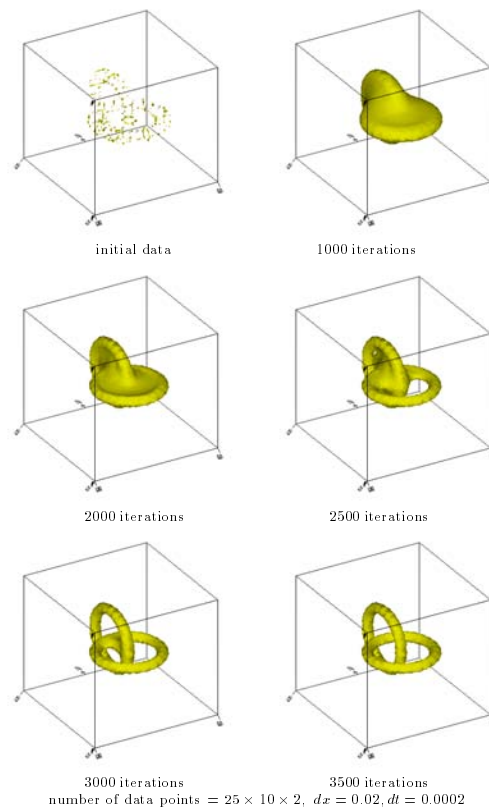 initial data
1000 iterations
2000 iterations
2500 iterations
3000 iterations
3500 iterations
number of data points = 25 × 10 × 2, dx = 0.02, dt = 0.0002